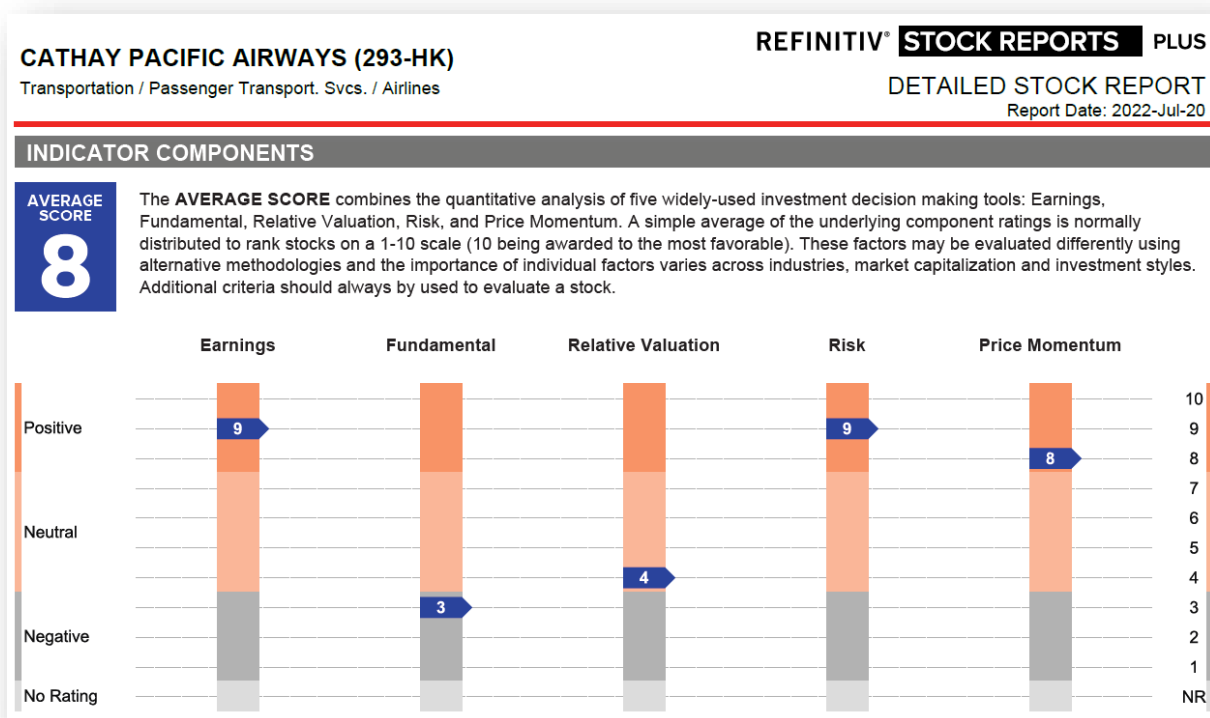 REFINITIV® STOCK REPORTS PLUS
CATHAY PACIFIC AIRWAYS (293-HK)
Transportation / Passenger Transport. Svcs. / Airlines
DETAILED STOCK REPORT
Report Date: 2022-Jul-20
INDICATOR COMPONENTS
AVERAGE
SCORE
8
The AVERAGE SCORE combines the quantitative analysis of five widely-used investment decision making tools: Earnings,
Fundamental, Relative Valuation, Risk, and Price Momentum. A simple average of the underlying component ratings is normally
distributed to rank stocks on a 1-10 scale (10 being awarded to the most favorable). These factors may be evaluated differently using
alternative methodologies and the importance of individual factors varies across industries, market capitalization and investment styles.
Additional criteria should always by used to evaluate a stock.
Earnings Fundamental Relative Valuation Risk Price Momentum
10
Positive 9 9 9
8 8
7
Neutral 6
5
4 4
3 3
Negative 2
1
No Rating NR